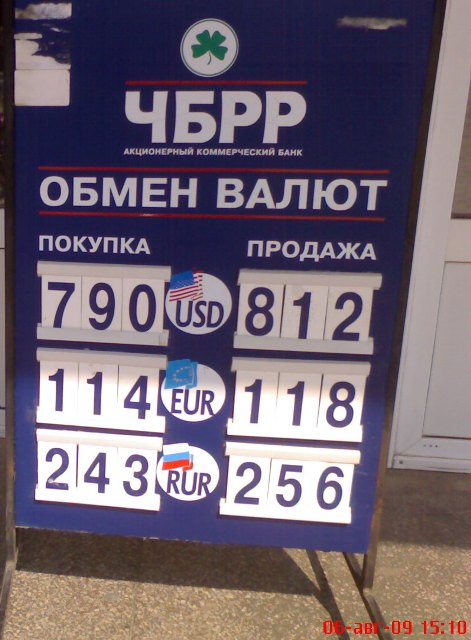 ЧБРР
АКЦИОНЕРНЫЙ КОММЕРЧЕСКИЙ БАНК
ОБМЕН ВАЛЮТ
ПОКУПКА ПРОДАЖА
790 USD 812
114 EUR 118
243 RUR 256
06-авг-09 15:10